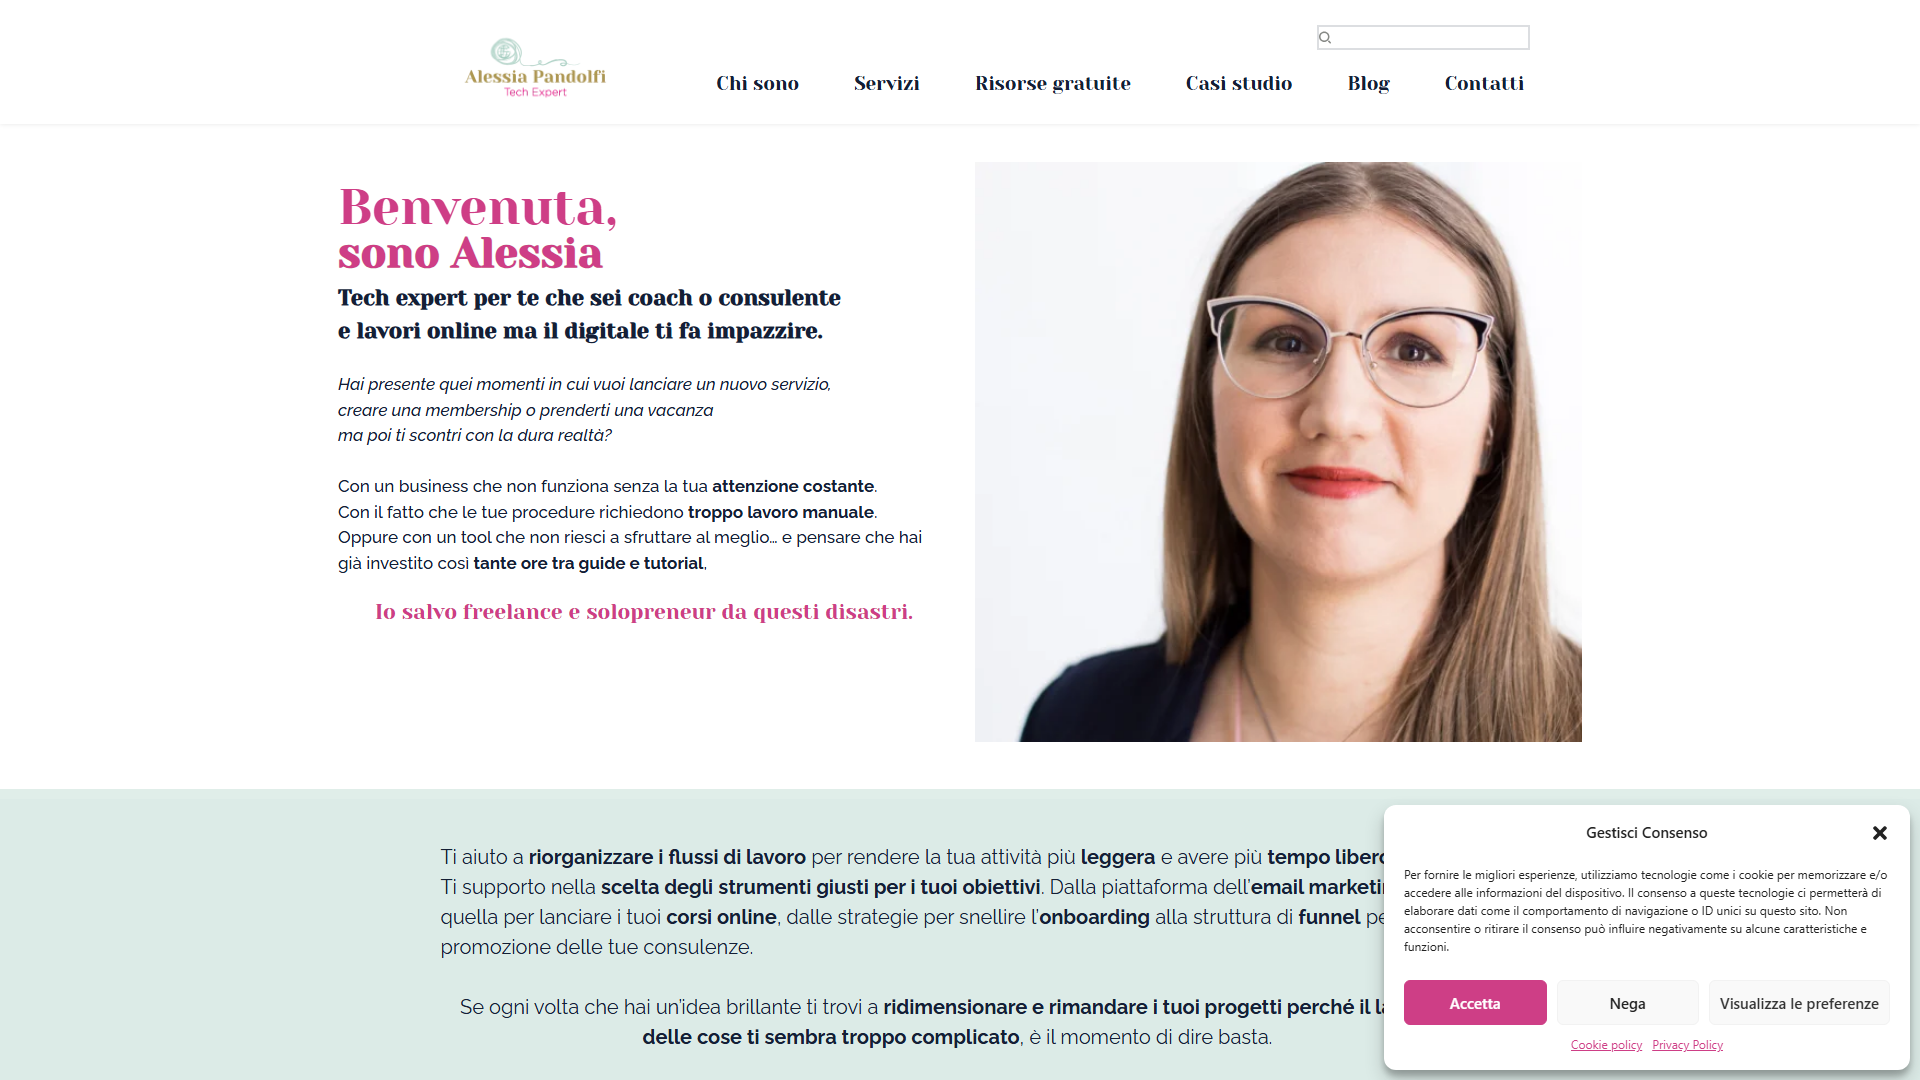 Alessia Pandolfi
Tech Expert
Chi sono
Servizi
Risorse gratuite
Casi studio
Blog
Contatti
Benvenuta,
sono Alessia
Tech expert per te che sei coach o consulente
e lavori online ma il digitale ti fa impazzire.
Hai presente quei momenti in cui vuoi lanciare un nuovo servizio,
creare una membership o prenderti una vacanza
ma poi ti scontri con la dura realtà?
Con un business che non funziona senza la tua attenzione costante.
Con il fatto che le tue procedure richiedono troppo lavoro manuale.
Oppure con un tool che non riesci a sfruttare al meglio… e pensare che hai
già investito così tante ore tra guide e tutorial,
Io salvo freelance e solopreneur da questi disastri.
Ti aiuto a riorganizzare i flussi di lavoro per rendere la tua attività più leggera e avere più tempo libero
Ti supporto nella scelta degli strumenti giusti per i tuoi obiettivi. Dalla piattaforma dell’email
quella per lanciare i tuoi corsi online, dalle strategie per snellire l’onboarding alla struttura di funnel
promozione delle tue consulenze.
Se ogni volta che hai un’idea brillante ti trovi a ridimensionare e rimandare i tuoi progetti perché il
delle cose ti sembra troppo complicato, è il momento di dire basta.
Gestisci Consenso
Per fornire le migliori esperienze, utilizziamo tecnologie come i cookie per memorizzare e/o
accedere alle informazioni del dispositivo. Il consenso a queste tecnologie ci permetterà di
elaborare dati come il comportamento di navigazione o ID unici su questo sito. Non
acconsentire o ritirare il consenso può influire negativamente su alcune caratteristiche e
funzioni.
Accetta
Nega
Visualizza le preferenze
Cookie policy
Privacy Policy